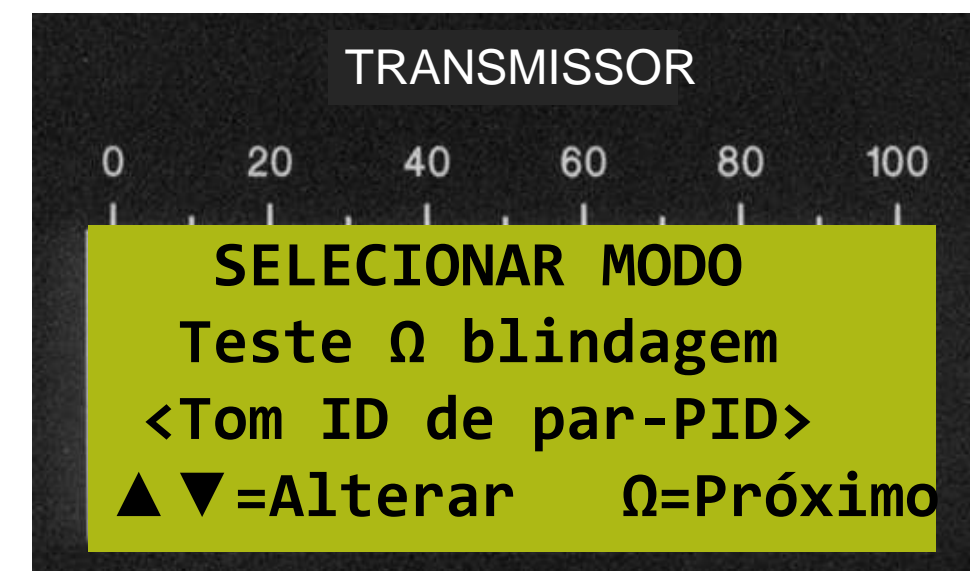 TRANSMISSOR
0 20 40 60 80 100
SELECIONAR MODO
Teste Ω blindagem
<Tom ID de par-PID>
▲▼=Alterar Ω=Próximo